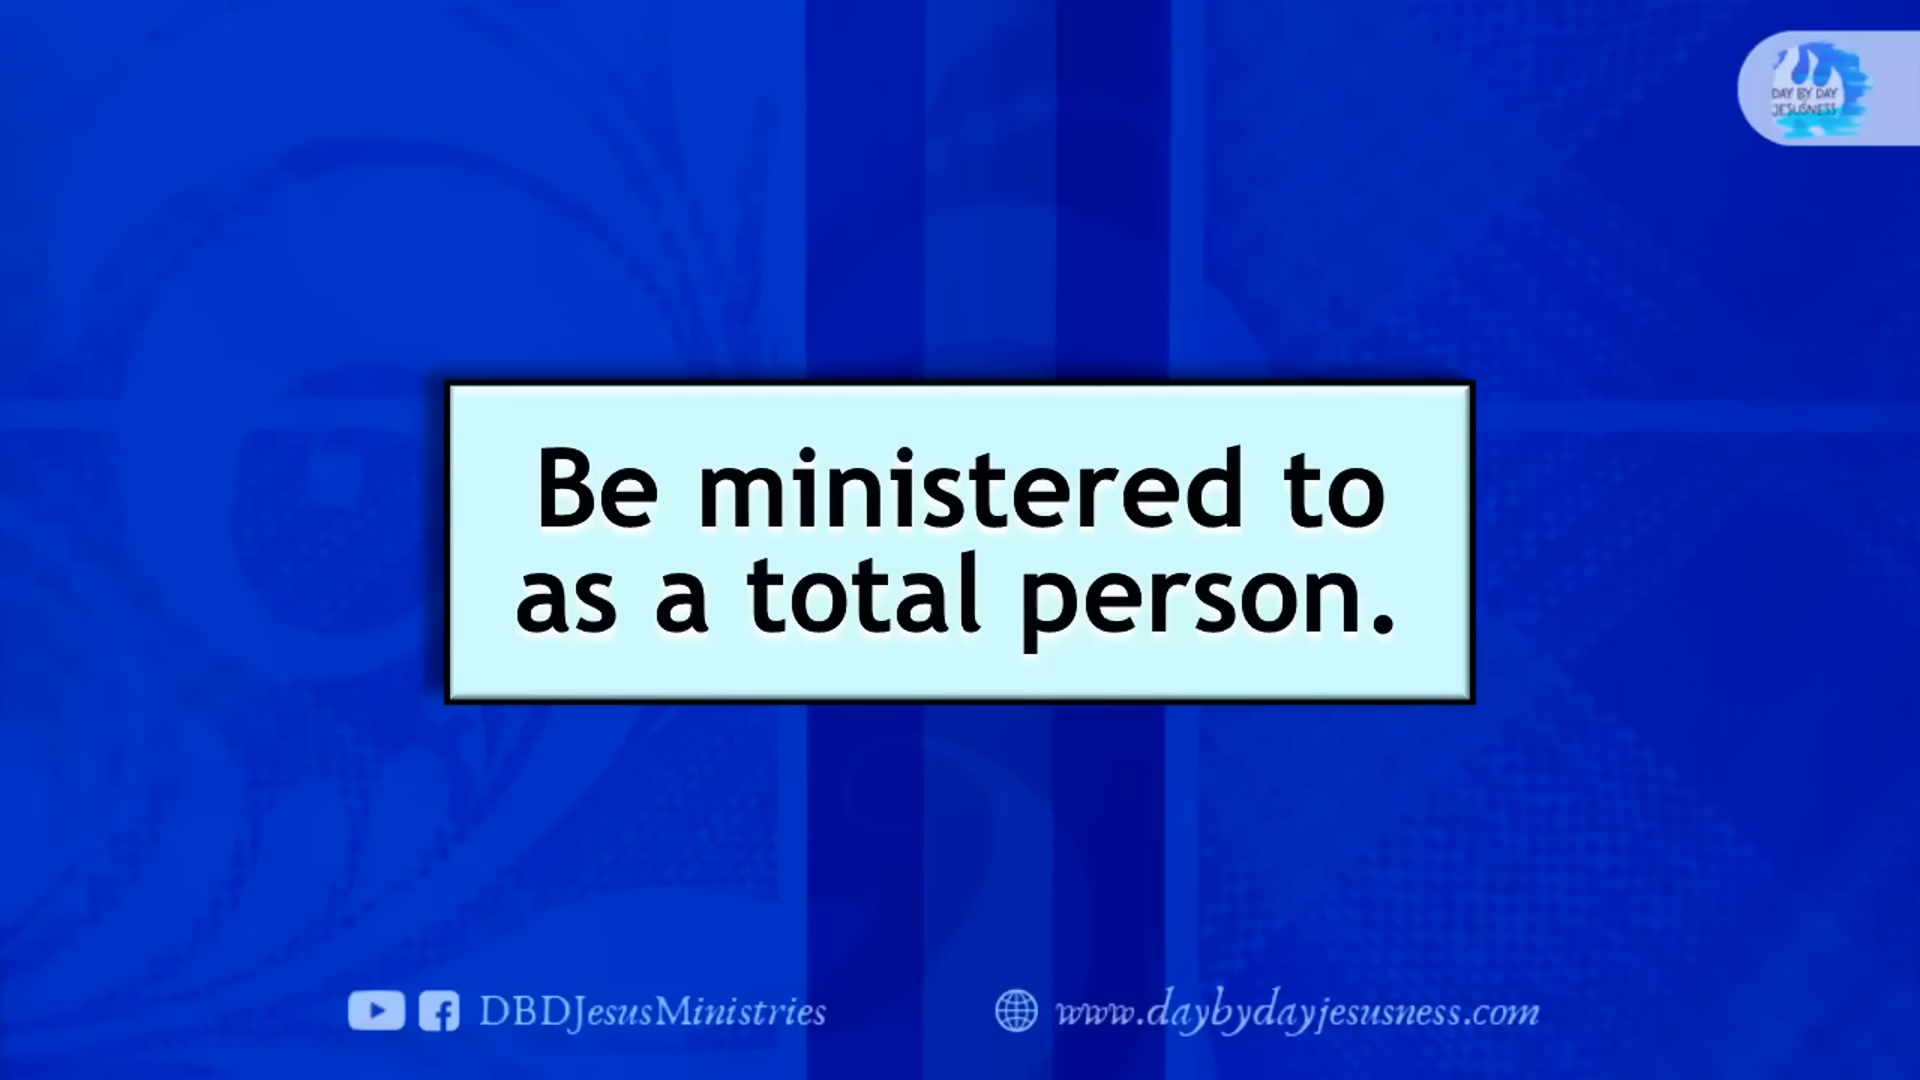 DAY BY DAY
JESUSNESS
Be ministered to
as a total person.
DBDJesusMinistries
www.daybydayjesusness.com